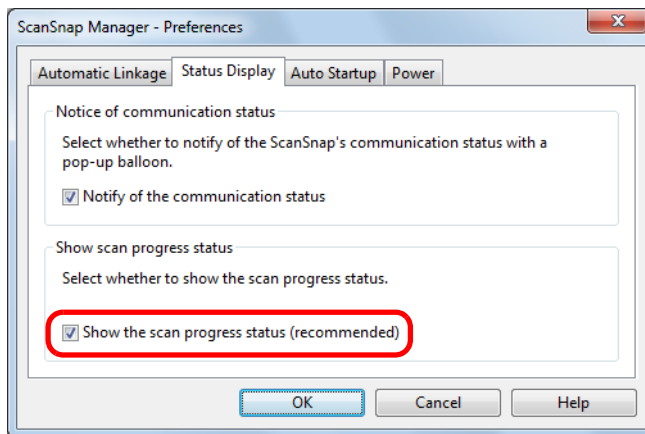 ScanSnap Manager - Preferences
Automatic Linkage Status Display Auto Startup Power
Notice of communication status
Select whether to notify of the ScanSnap's communication status with a
pop-up balloon.
Notify of the communication status
Show scan progress status
Select whether to show the scan progress status.
Show the scan progress status (recommended)
OK Cancel Help